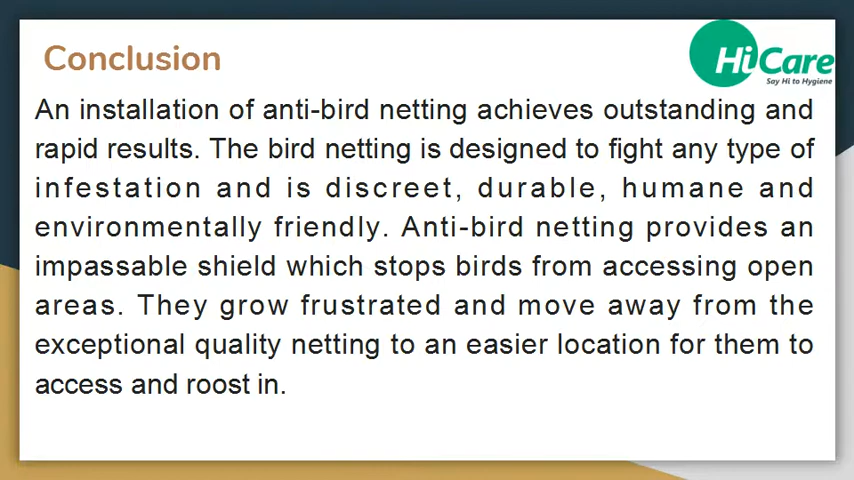 Conclusion
HiCare
Say Hi to Hygiene
An installation of anti-bird netting achieves outstanding and
rapid results. The bird netting is designed to fight any type of
infestation and is discreet, durable, humane and
environmentally friendly. Anti-bird netting provides an
impassable shield which stops birds from accessing open
areas. They grow frustrated and move away from the
exceptional quality netting to an easier location for them to
access and roost in.